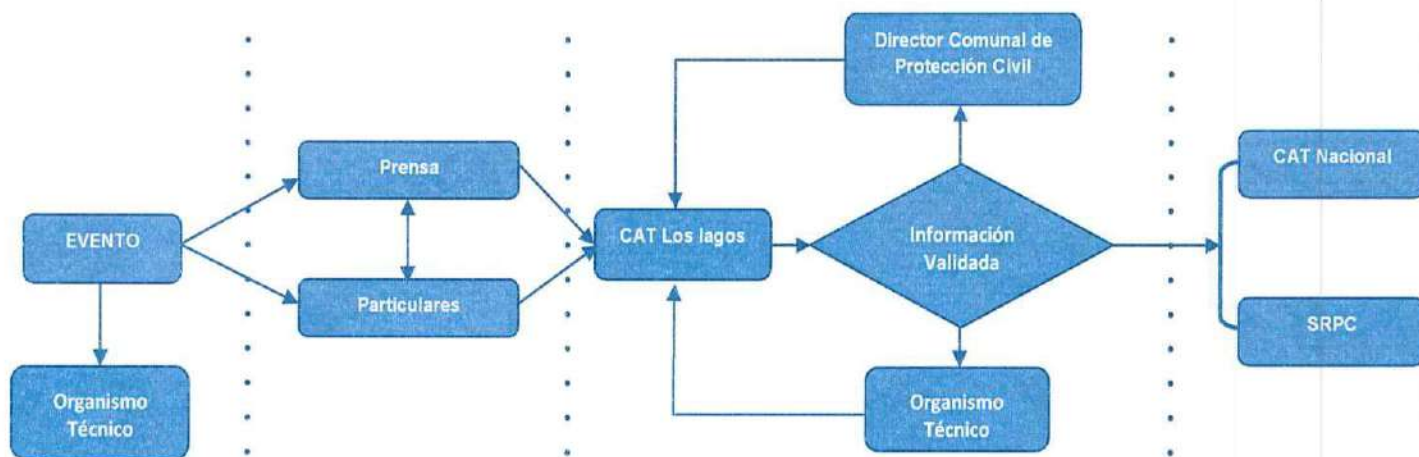 EVENTO
Organismo
Técnico
Prensa
Particulares
CAT Los lagos
Director Comunal de
Protección Civil
Información
Validada
Organismo
Técnico
CAT Nacional
SRPC